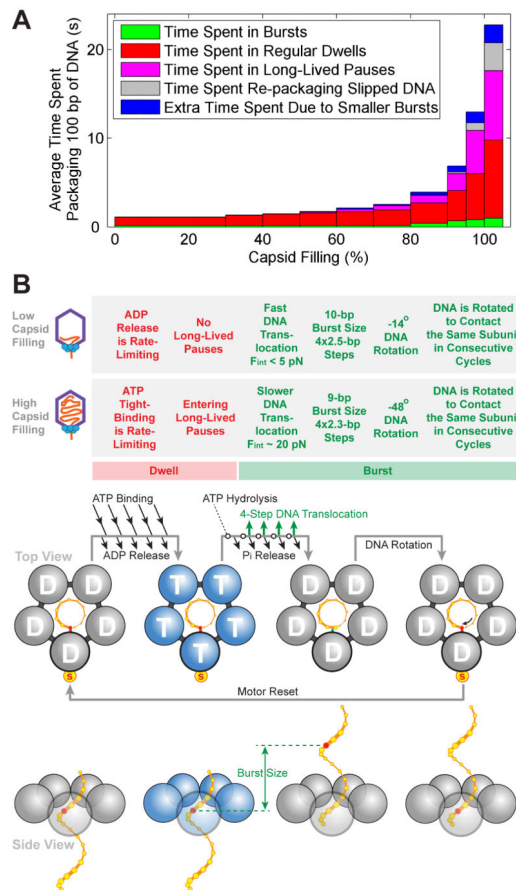 A
Average Time Spent
Packaging 100 bp of DNA (s)
20
10
0
Time Spent in Bursts
Time Spent in Regular Dwells
Time Spent in Long-Lived Pauses
Time Spent Re-packaging Slipped DNA
Extra Time Spent Due to Smaller Bursts
0 20 40 60 80 100
Capsid Filling (%)
B
Low
Capsid
Filling
ADP
Release
is Rate-
Limiting
No
Long-Lived
Pauses
Fast
DNA
Trans-
location
Fint < 5 pN
10-bp
Burst Size
4x2.5-bp
Steps
-14°
DNA
Rotation
DNA is Rotated
to Contact
the Same Subuni
in Consecutive
Cycles
High
Capsid
Filling
ATP
Tight-
Binding
is Rate-
Limiting
Entering
Long-Lived
Pauses
Slower
DNA
Trans-
location
Fint ~ 20 pN
9-bp
Burst Size
4x2.3-bp
Steps
-48°
DNA
Rotation
DNA is Rotated
to Contact
the Same Subuni
in Consecutive
Cycles
Dwell
Burst
ATP Binding
ADP Release
ATP Hydrolysis
4-Step DNA Translocation
Pi Release
DNA Rotation
Top View
D D D D D
T T T T T
D D D D D
D D D D D
S
S
S
Motor Reset
Burst Size
Side View